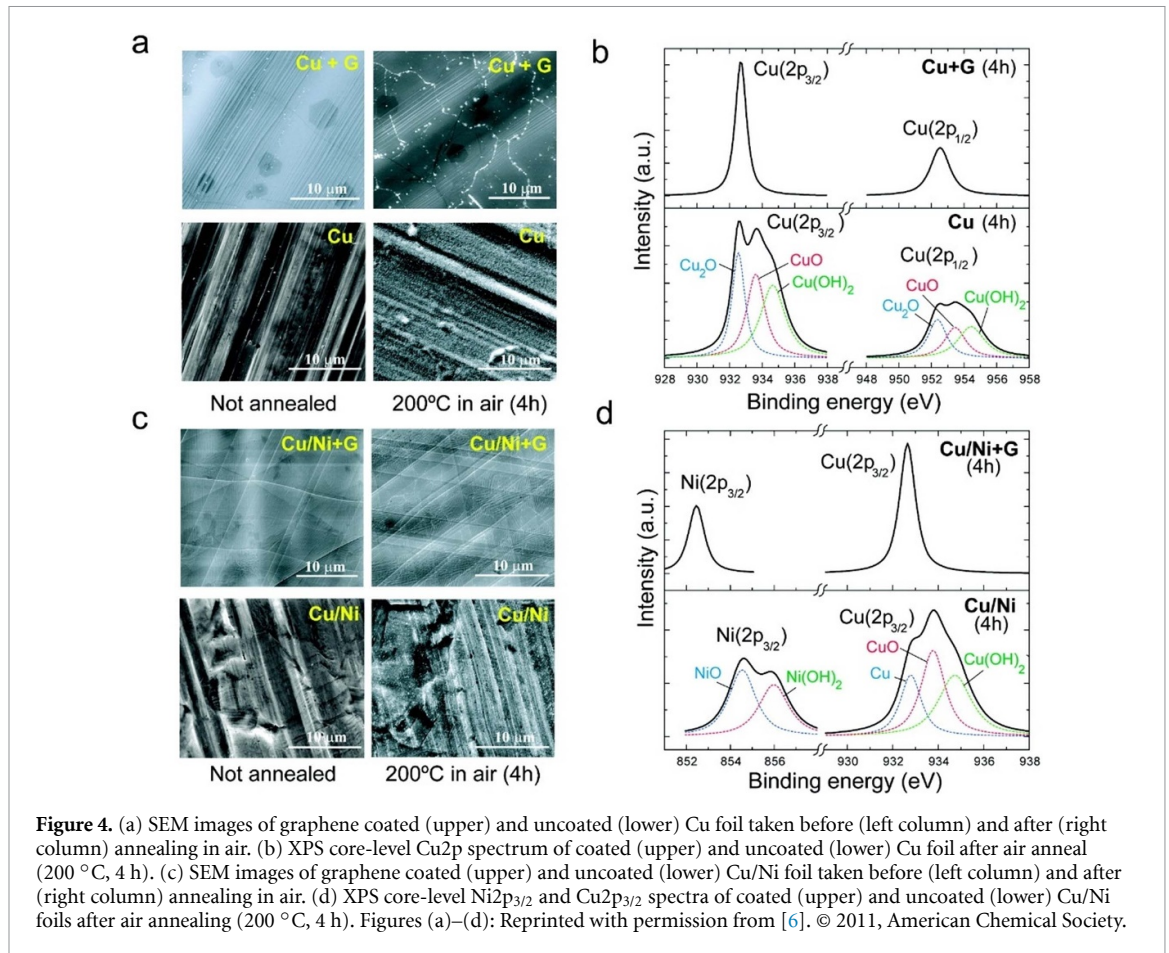 a
Cu + G
10 μm
Cu + G
10 μm
Cu
10 μm
Cu
10 μm
Not annealed
200ºC in air (4h)
b
Cu(2p3/2)
Cu+G (4h)
Cu(2p1/2)
Intensity (a.u.)
Cu(2p3/2)
Cu (4h)
Cu2O
CuO
Cu(OH)2
Cu(2p1/2)
CuO
Cu2O
Cu(OH)2
928 930 932 934 936 938 948 950 952 954 956 958
Binding energy (eV)
c
Cu/Ni+G
10 μm
Cu/Ni+G
10 μm
Cu/Ni
10 μm
Cu/Ni
10 μm
Not annealed
200ºC in air (4h)
d
Cu/Ni+G
(4h)
Cu(2p3/2)
Ni(2p3/2)
Intensity (a.u.)
Cu/Ni
(4h)
Cu(2p3/2)
Ni(2p3/2)
CuO
NiO
Ni(OH)2
Cu
Cu(OH)2
852 854 856 930 932 934 936 938
Binding energy (eV)
Figure 4. (a) SEM images of graphene coated (upper) and uncoated (lower) Cu foil taken before (left column) and after (right
column) annealing in air. (b) XPS core-level Cu2p spectrum of coated (upper) and uncoated (lower) Cu foil after air anneal
(200 °C, 4 h). (c) SEM images of graphene coated (upper) and uncoated (lower) Cu/Ni foil taken before (left column) and after
(right column) annealing in air. (d) XPS core-level Ni2p3/2 and Cu2p3/2 spectra of coated (upper) and uncoated (lower) Cu/Ni
foils after air annealing (200 °C, 4 h). Figures (a)–(d): Reprinted with permission from [6]. © 2011, American Chemical Society.